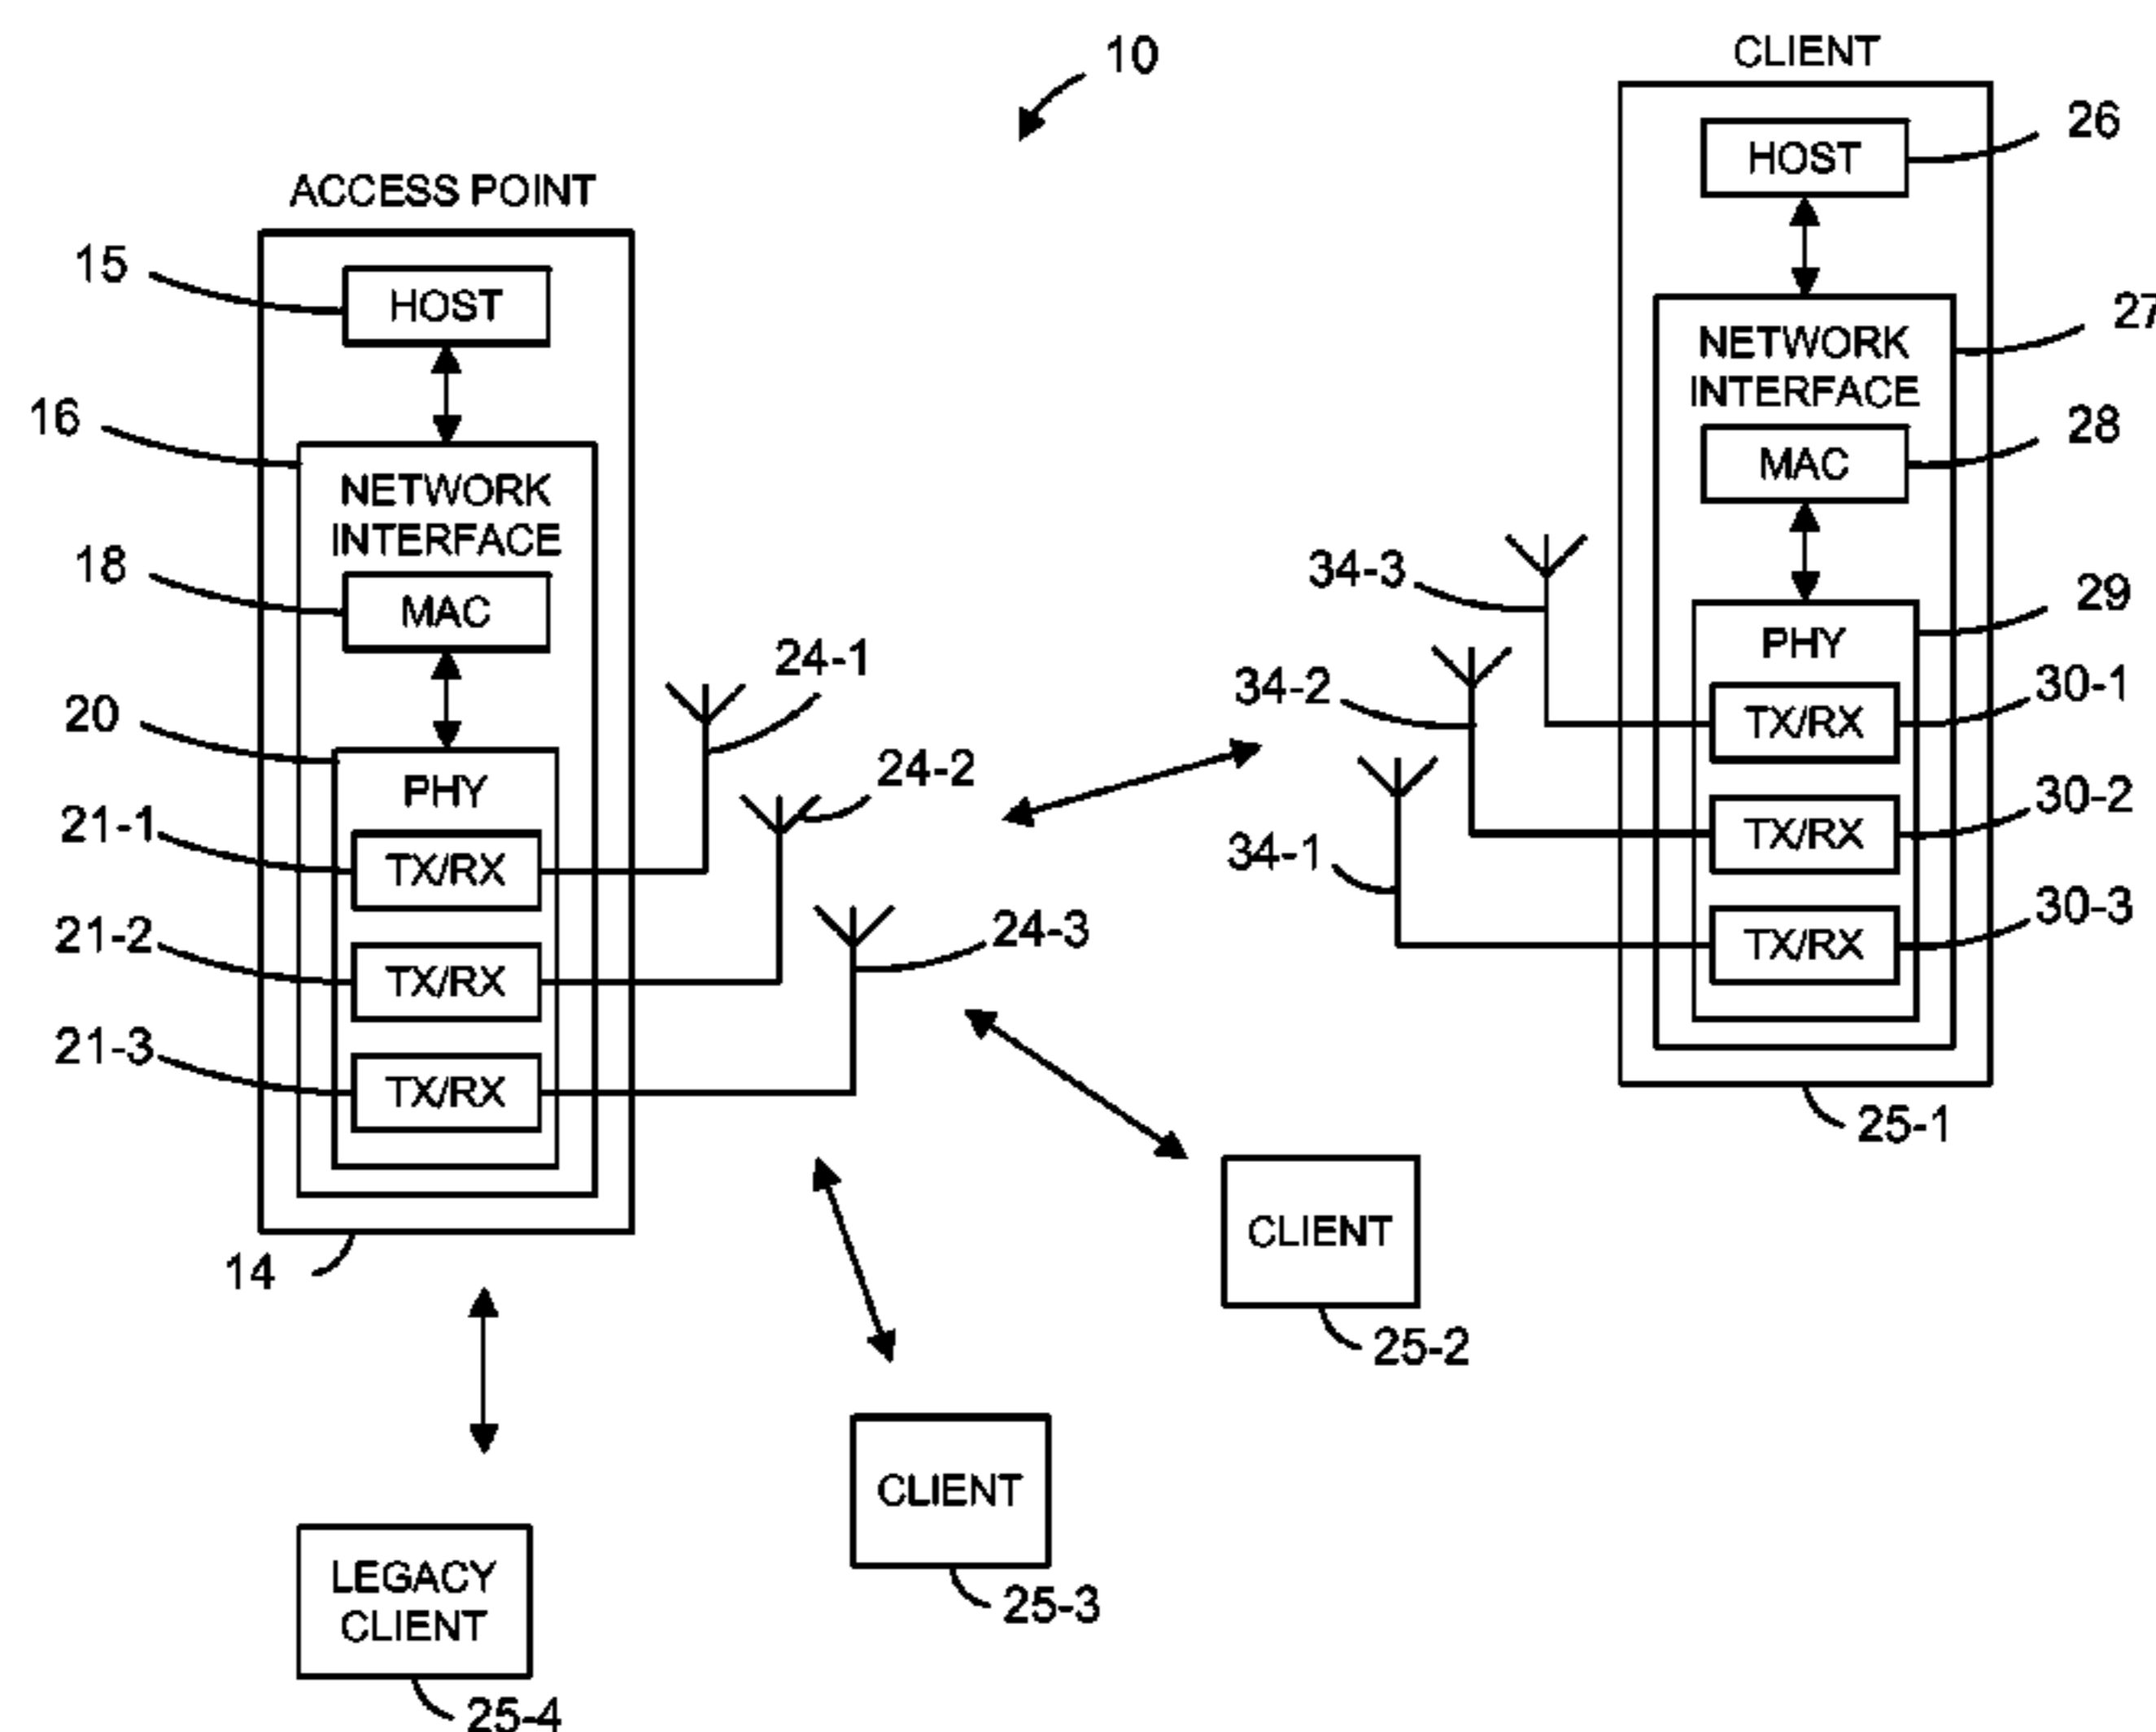 10
CLIENT
HOST
26
ACCESS POINT
15
HOST
27
NETWORK
INTERFACE
16
NETWORK
INTERFACE
MAC
28
18
MAC
34-3
29
PHY
24-1
34-2
30-1
TX/RX
20
PHY
24-2
30-2
TX/RX
21-1
TX/RX
34-1
30-3
TX/RX
21-2
TX/RX
24-3
21-3
TX/RX
25-1
14
CLIENT
25-2
CLIENT
25-3
LEGACY
CLIENT
25-4